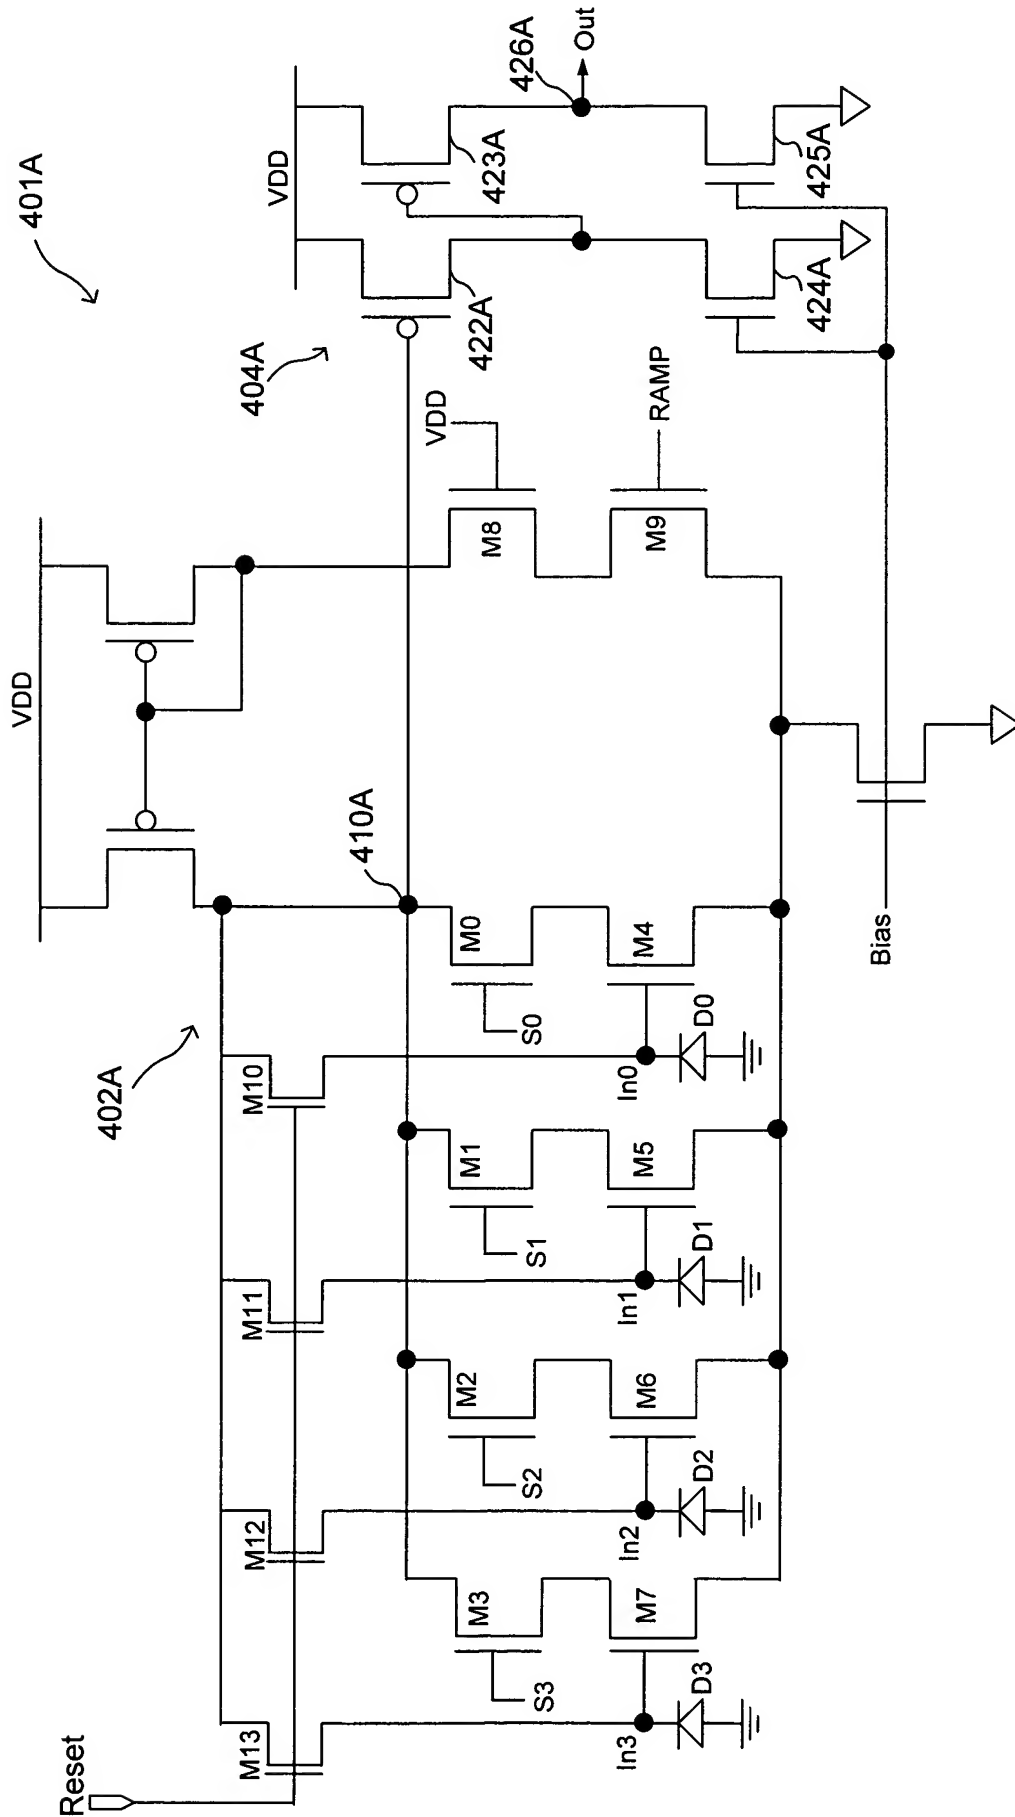 401A
VDD
VDD
Out
426A
423A
422A
425A
424A
404A
VDD
RAMP
M8
M9
410A
402A
Reset
M13
M12
M11
M10
M3
M2
M1
M0
S3
S2
S1
S0
M7
M6
M5
M4
In3
In2
In1
In0
D3
D2
D1
D0
Bias